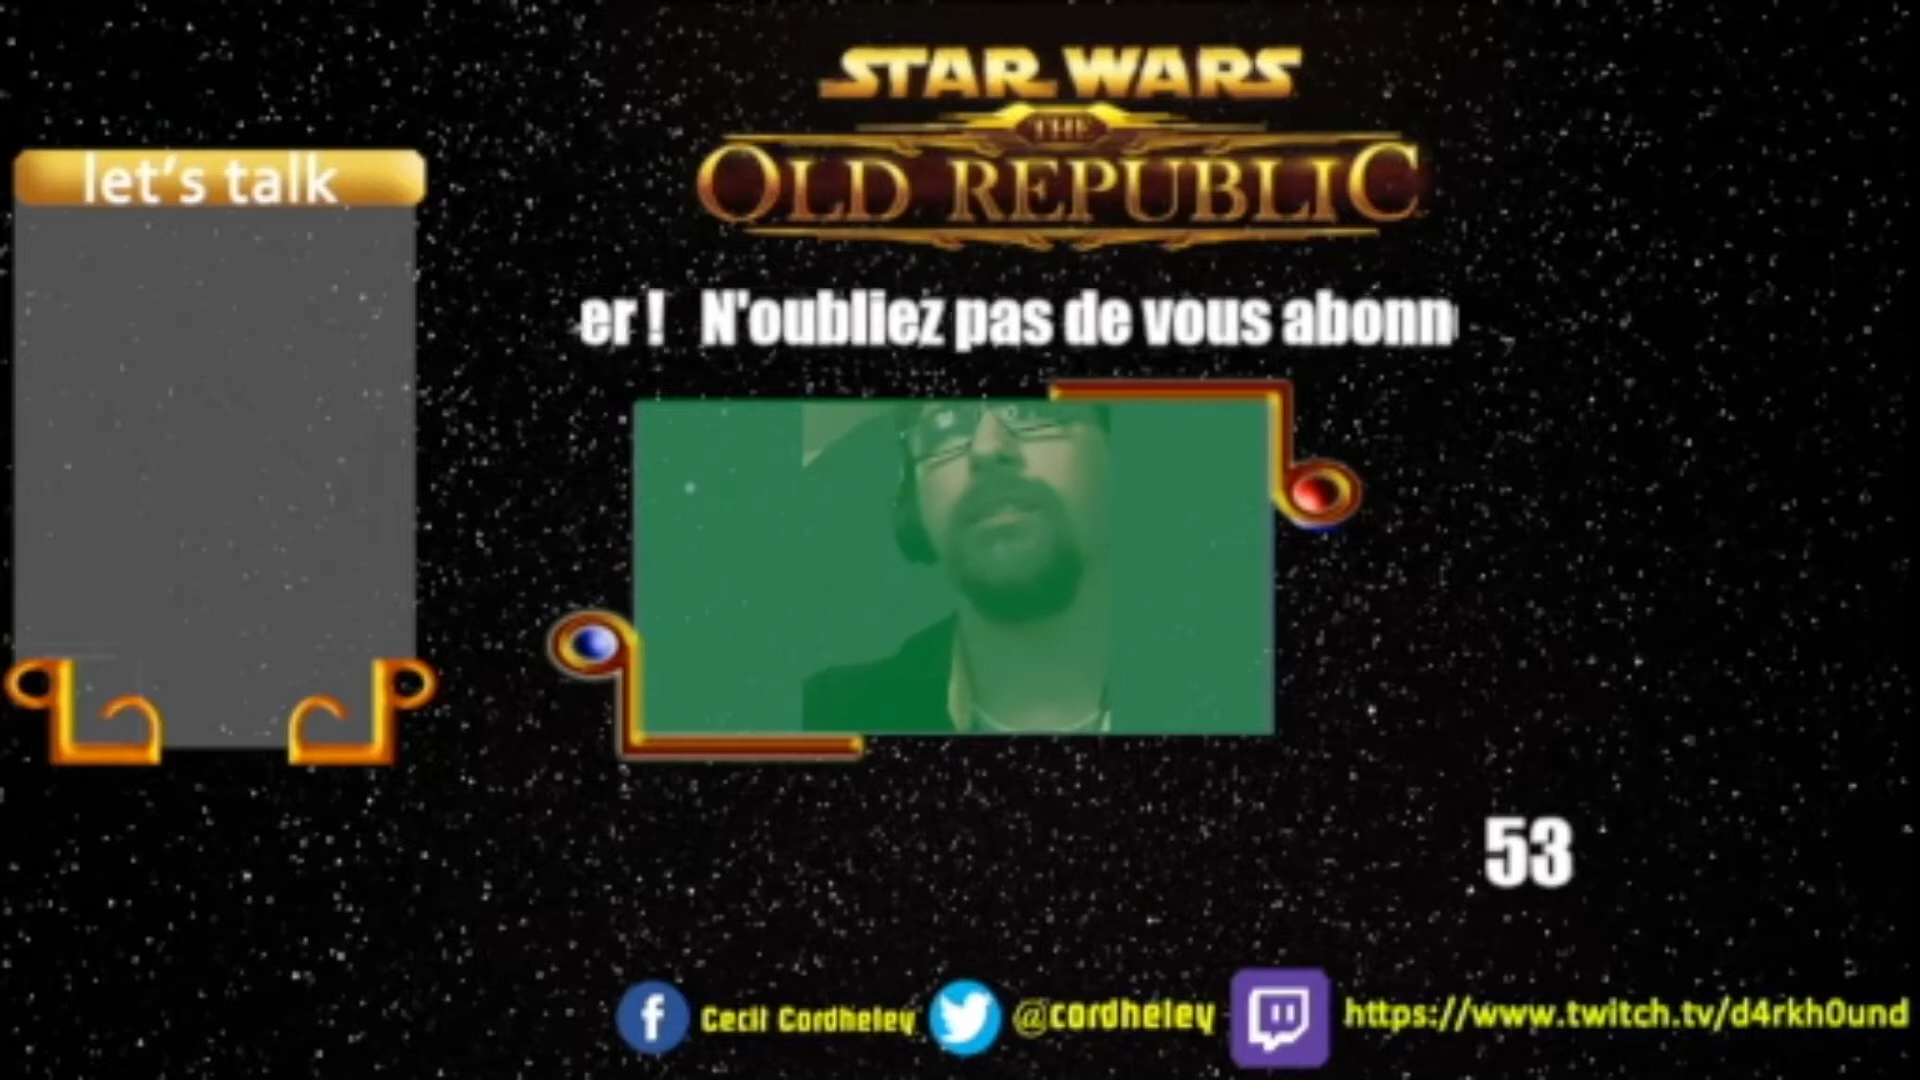 STAR WARS
THE
OLD REPUBLIC
let's talk
er ! N'oubliez pas de vous abonn
53
f Cecil Cordheley @cordheley https://www.twitch.tv/d4rkh0und